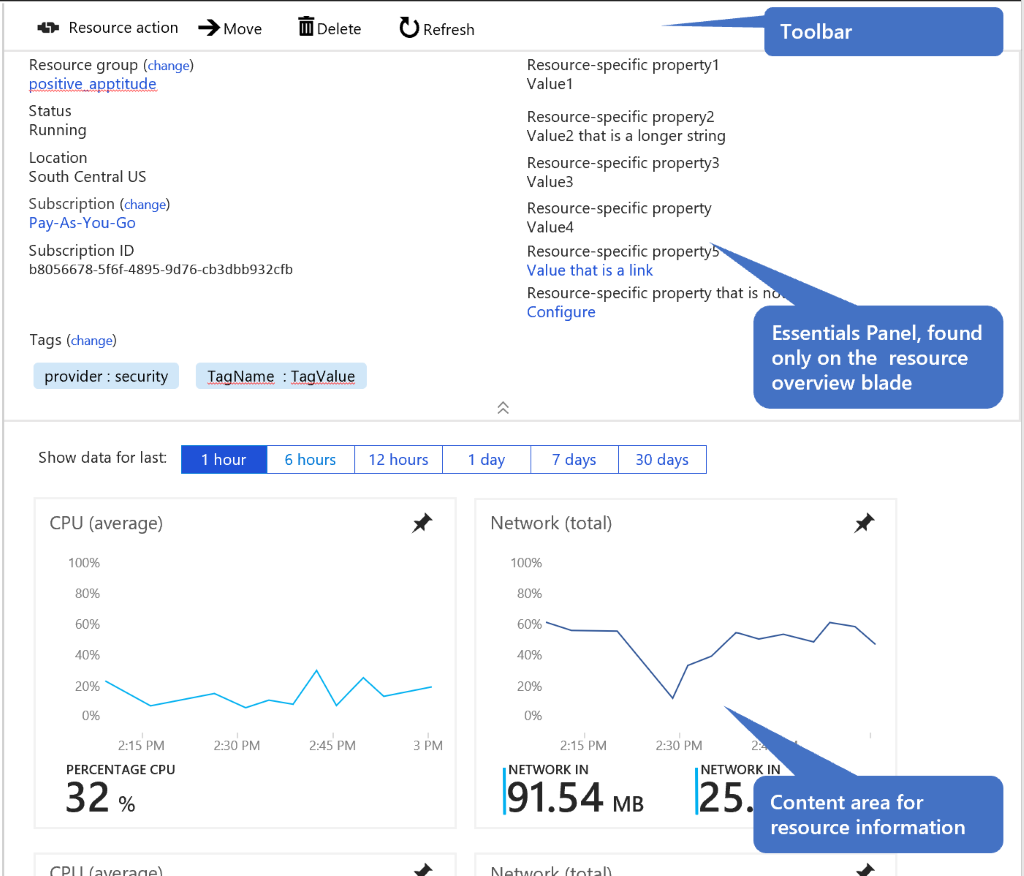 Resource action Move Delete Refresh
Toolbar
Resource group (change)
positive_apptitude
Status
Running
Location
South Central US
Subscription (change)
Pay-As-You-Go
Subscription ID
b8056678-5f6f-4895-9d76-cb3dbb932cfb
Resource-specific property1
Value1
Resource-specific propery2
Value2 that is a longer string
Resource-specific property3
Value3
Resource-specific property
Value4
Resource-specific property5
Value that is a link
Resource-specific property that is no
Configure
Essentials Panel, found
only on the resource
overview blade
Tags (change)
provider : security TagName : TagValue
Show data for last: 1 hour 6 hours 12 hours 1 day 7 days 30 days
CPU (average)
100%
80%
60%
40%
20%
0%
2:15 PM 2:30 PM 2:45 PM 3 PM
PERCENTAGE CPU
32 %
Network (total)
100%
80%
60%
40%
20%
0%
2:15 PM 2:30 PM
NETWORK IN
91.54 MB
NETWORK IN
25.
Content area for
resource information
CPU (average)
Network (total)